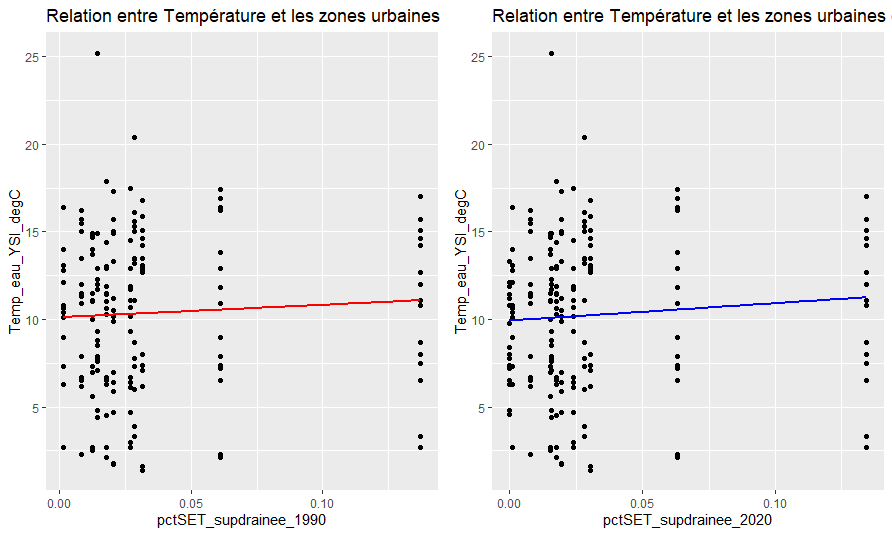 Relation entre Température et les zones urbaines
Temp_eau_YSI_degC
25
20
15
10
5
0.00
0.05
0.10
pctSET_supdrainee_1990
Relation entre Température et les zones urbaines
Temp_eau_YSI_degC
25
20
15
10
5
0.00
0.05
0.10
pctSET_supdrainee_2020